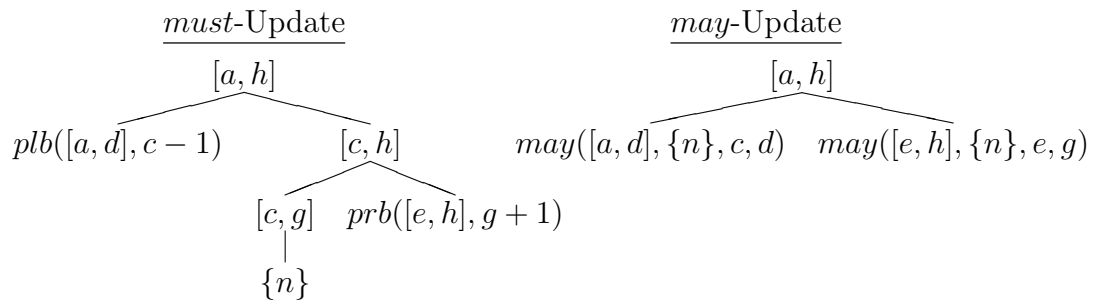 must-Update may-Update
[a, h] [a, h]
plb([a, d], c − 1) [c, h] may([a, d], {n}, c, d) may([e, h], {n}, e, g)
[c, g] prb([e, h], g + 1)
{n}